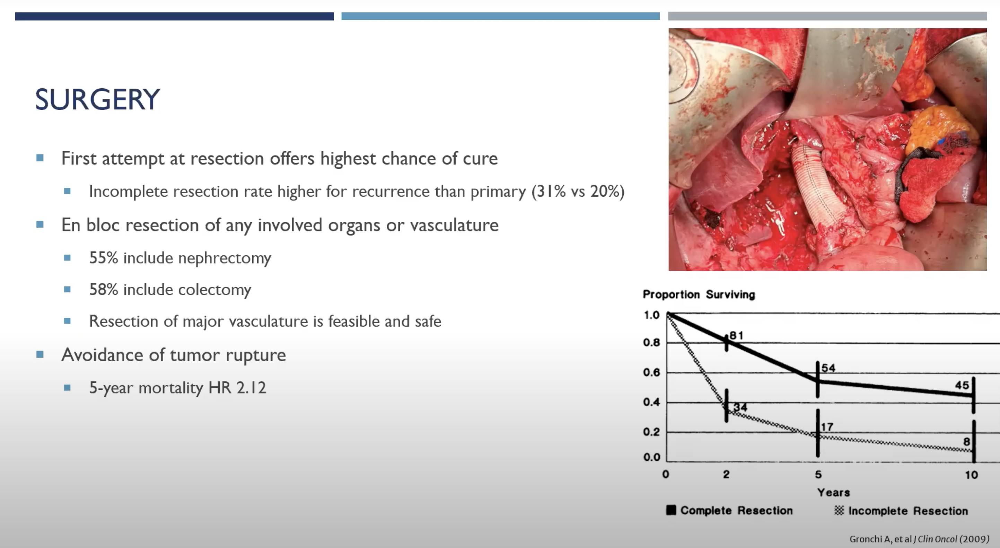 SURGERY
First attempt at resection offers highest chance of cure
Incomplete resection rate higher for recurrence than primary (31% vs 20%)
En bloc resection of any involved organs or vasculature
55% include nephrectomy
58% include colectomy
Resection of major vasculature is feasible and safe
Avoidance of tumor rupture
5-year mortality HR 2.12
Proportion Surviving
1.0
0.8
0.6
0.4
0.2
0.0
81
54
45
34
17
8
0 2 5 10
Years
Complete Resection Incomplete Resection
Gronchi A, et al J Clin Oncol (2009)